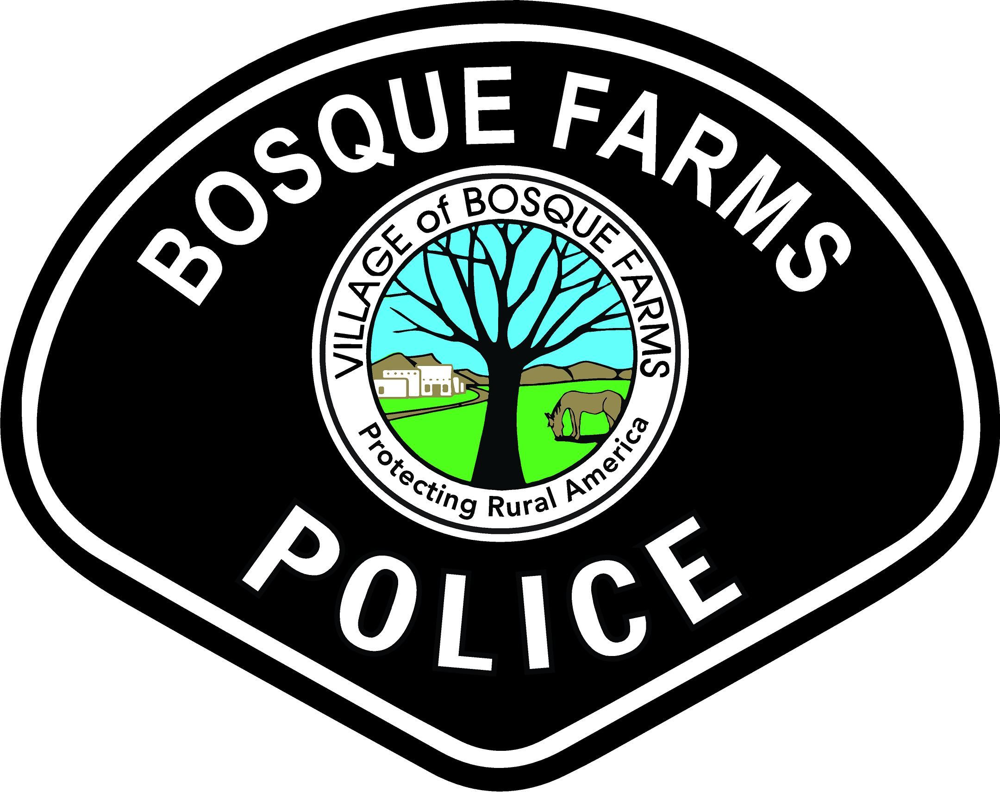 BOSQUE FARMS
VILLAGE of BOSQUE FARMS
Protecting Rural America
POLICE